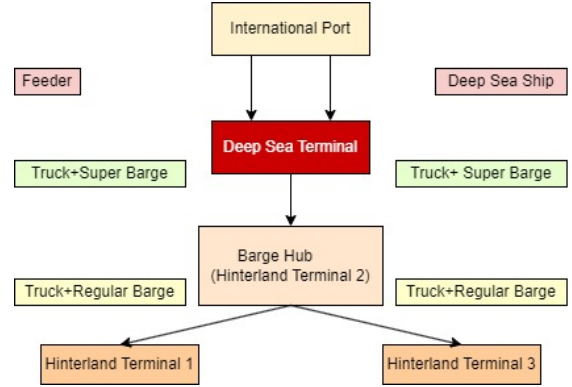 International Port
Feeder
Deep Sea Ship
Deep Sea Terminal
Truck+Super Barge
Truck+ Super Barge
Barge Hub
(Hinterland Terminal 2)
Truck+Regular Barge
Truck+Regular Barge
Hinterland Terminal 1
Hinterland Terminal 3